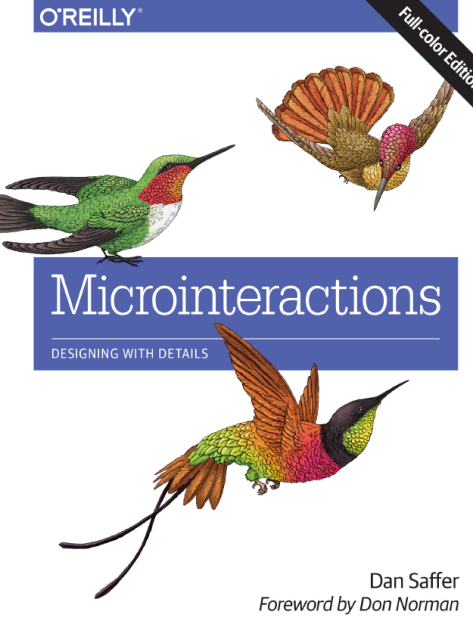 O'REILLY®
Full-color Edition
Microinteractions
DESIGNING WITH DETAILS
Dan Saffer
Foreword by Don Norman